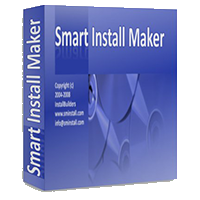 Smart Install Maker
Copyright (c)
2004-2008
InstallBuilders
www.sminstall.com
info@sminstall.com
Smart Install Maker